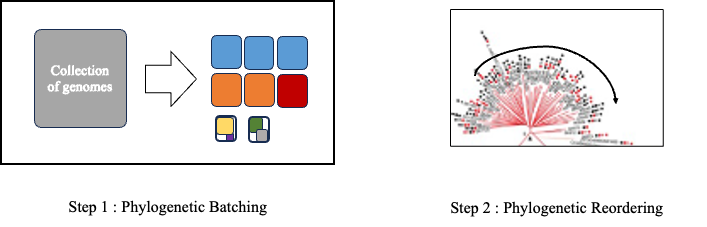 Collection
of genomes
Step 1 : Phylogenetic Batching
Step 2 : Phylogenetic Reordering